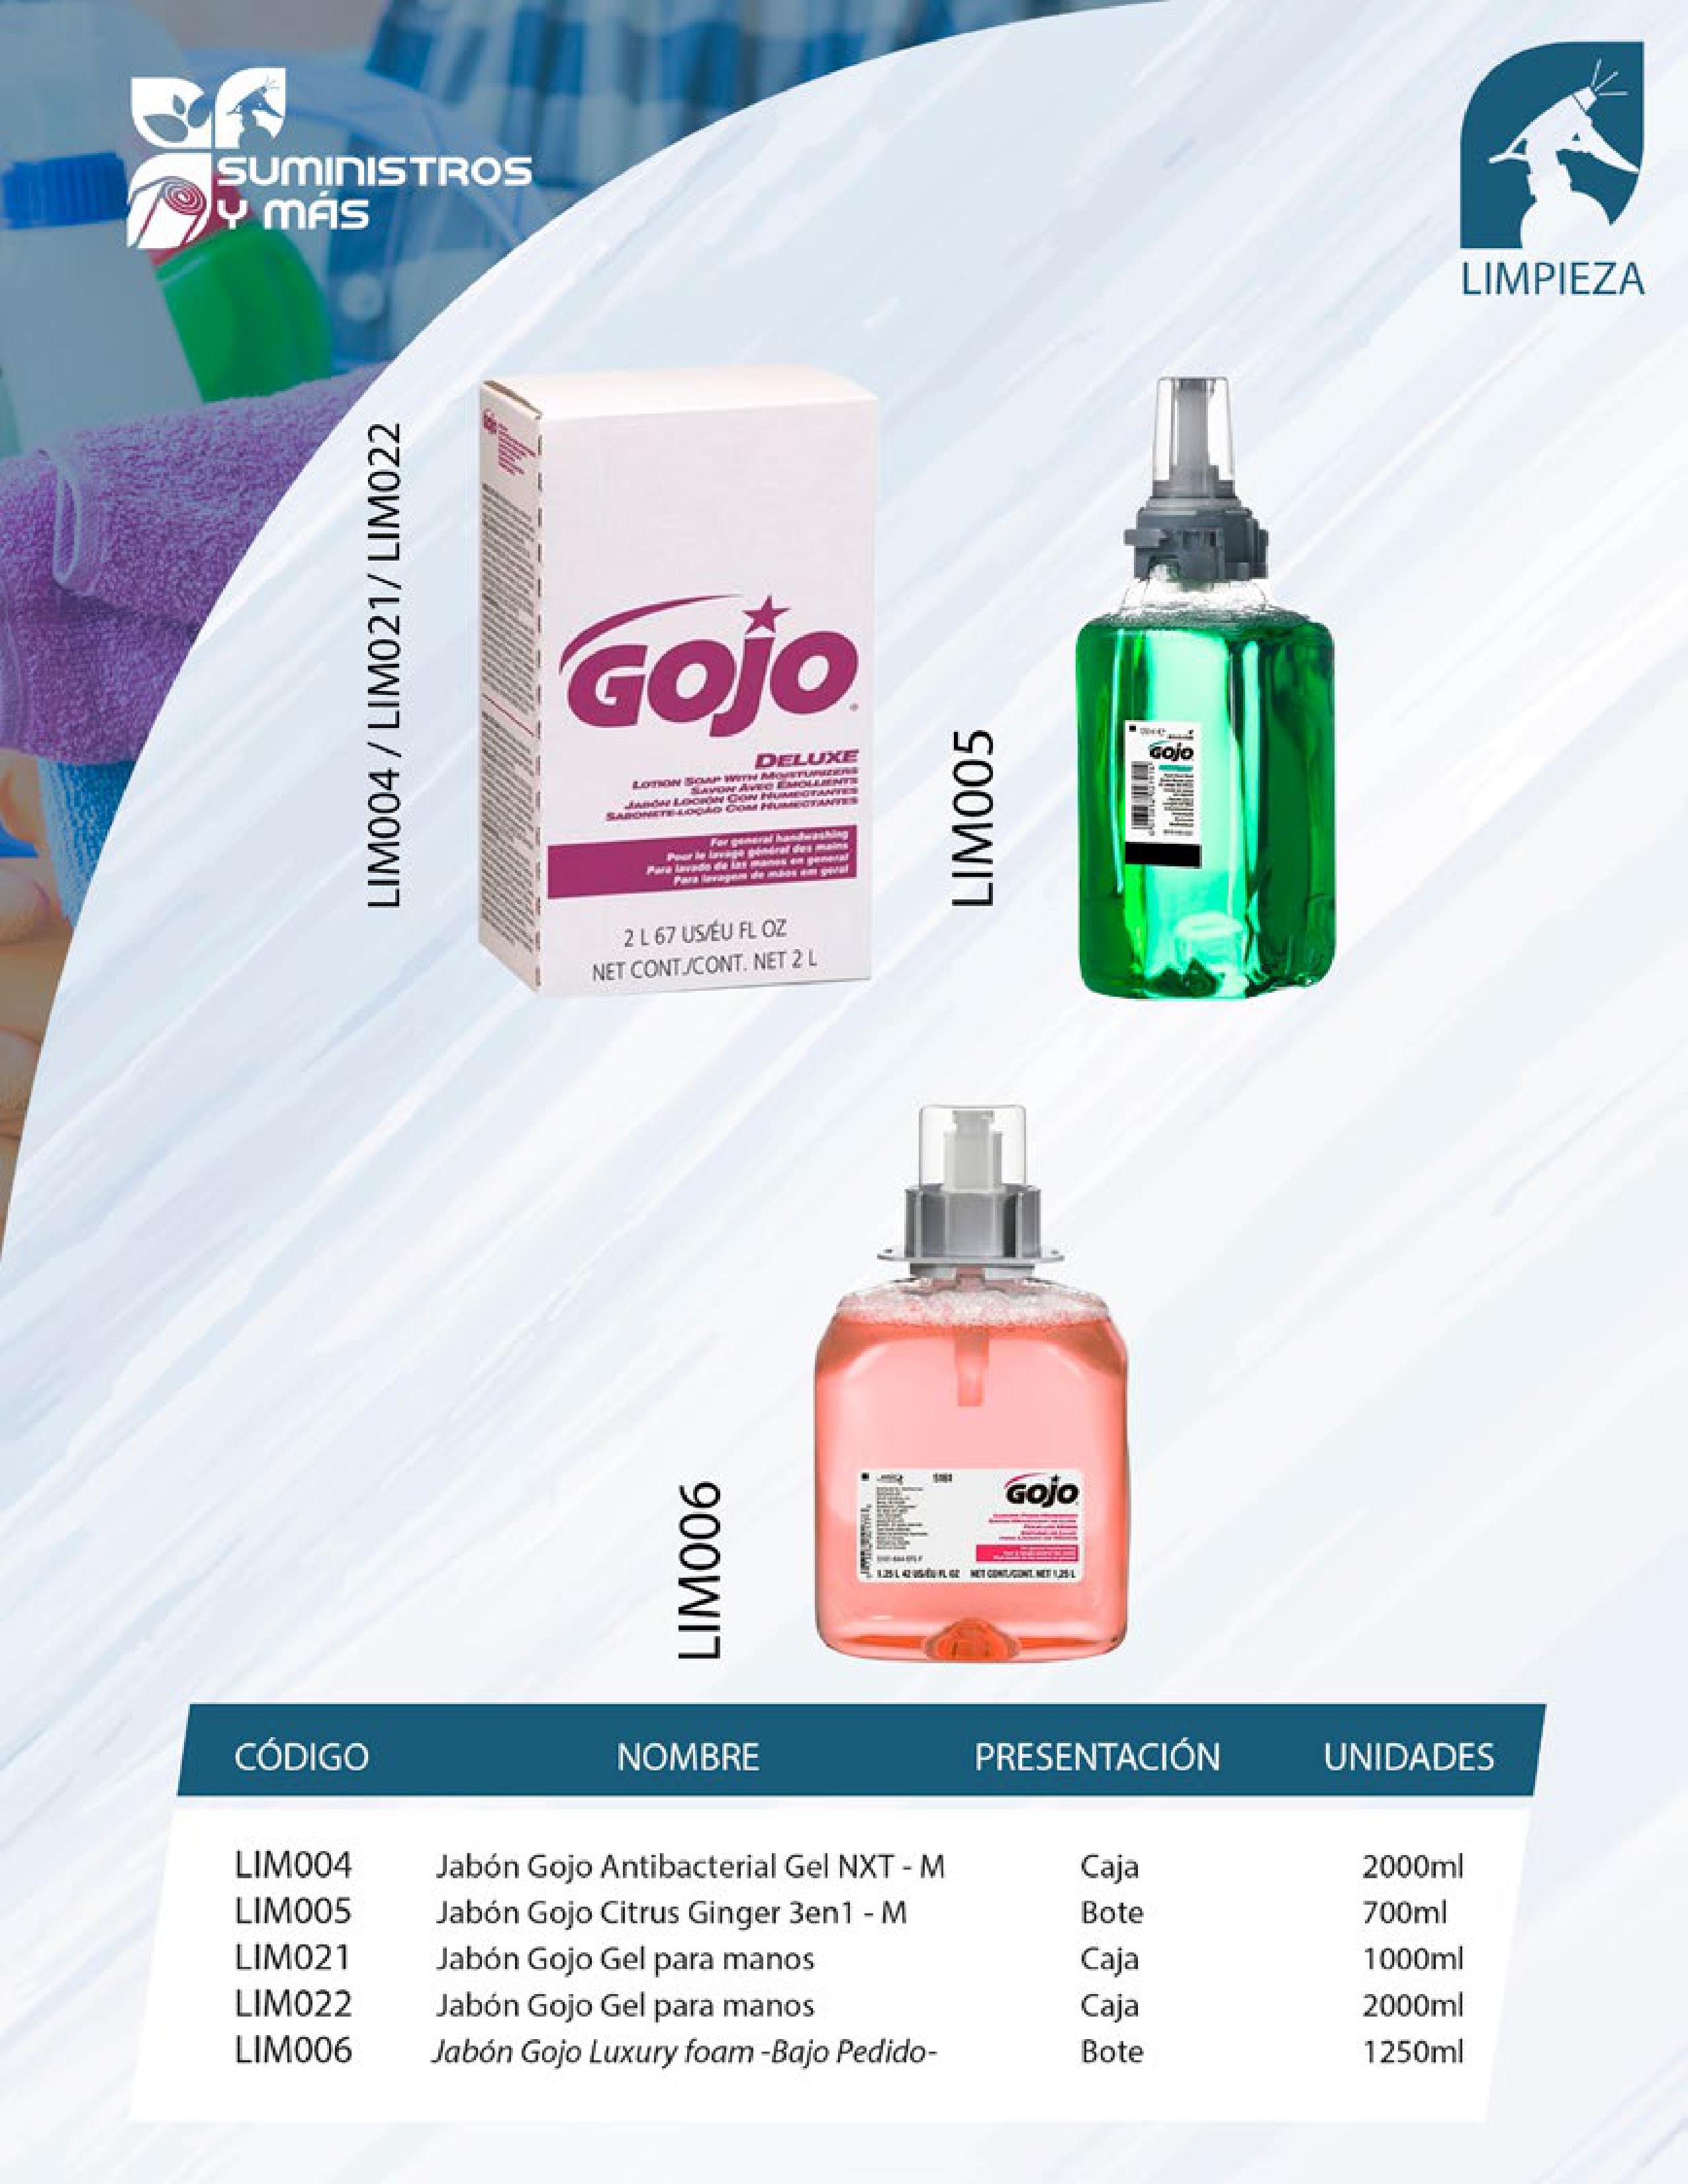 SUMINISTROS
Y MÁS
LIMPIEZA
LIM004 / LIM021/ LIM022
GOJO
DELUXE
LOTION SOAP WITH MOISTURIZERS
SAVON AVEC ÉMOLLIENTS
JABÓN LOCIÓN CON HUMECTANTES
SABONETE-LOÇÃO COM HUMECTANTES
For general handwashing
Pour le lavage général des mains
Para lavado de las manos en general
Para lavagem de mãos em geral
2 L 67 US/ÉU FL OZ
NET CONT./CONT. NET 2 L
LIM005
GOJO
LIM006
5161
GOJO
1.25 L 42 US/ÉU FL OZ NET CONT./CONT. NET 1,25 L
CÓDIGO NOMBRE PRESENTACIÓN UNIDADES
LIM004 Jabón Gojo Antibacterial Gel NXT - M Caja 2000ml
LIM005 Jabón Gojo Citrus Ginger 3en1 - M Bote 700ml
LIM021 Jabón Gojo Gel para manos Caja 1000ml
LIM022 Jabón Gojo Gel para manos Caja 2000ml
LIM006 Jabón Gojo Luxury foam -Bajo Pedido- Bote 1250ml